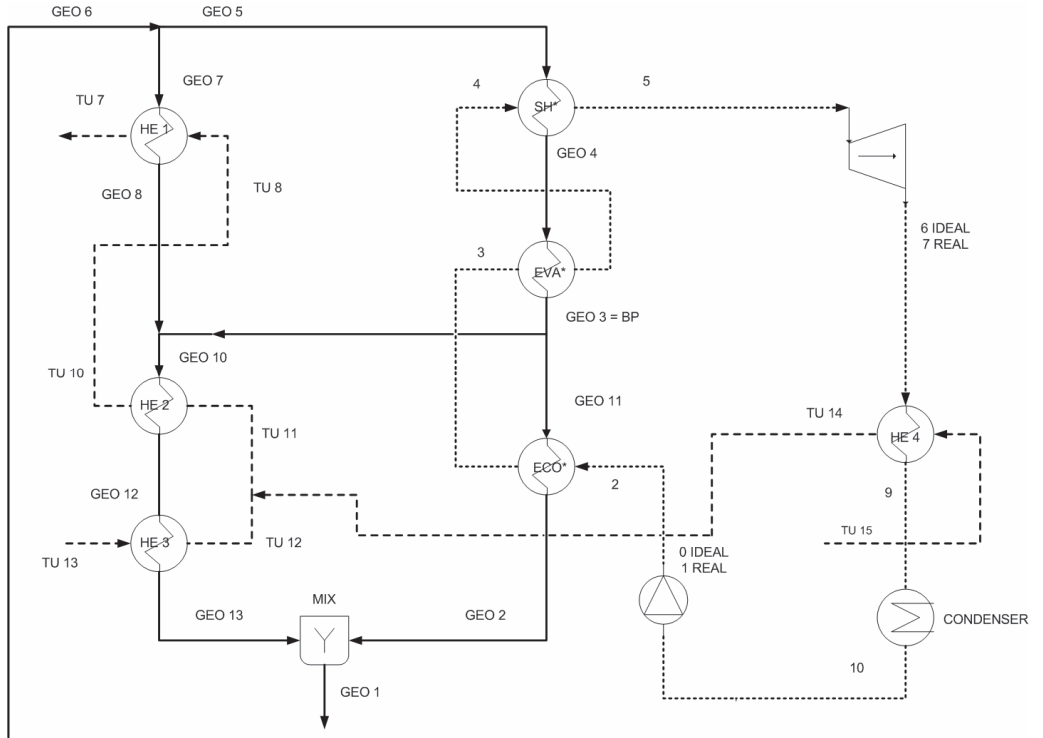 GEO 6
GEO 5
GEO 7
4
5
TU 7
HE 1
SH*
GEO 4
GEO 8
TU 8
6 IDEAL
7 REAL
3
EVA*
GEO 3 = BP
GEO 10
TU 10
GEO 11
HE 2
TU 11
TU 14
HE 4
ECO*
2
9
GEO 12
TU 12
TU 15
HE 3
TU 13
0 IDEAL
1 REAL
MIX
GEO 13
GEO 2
Y
CONDENSER
10
GEO 1